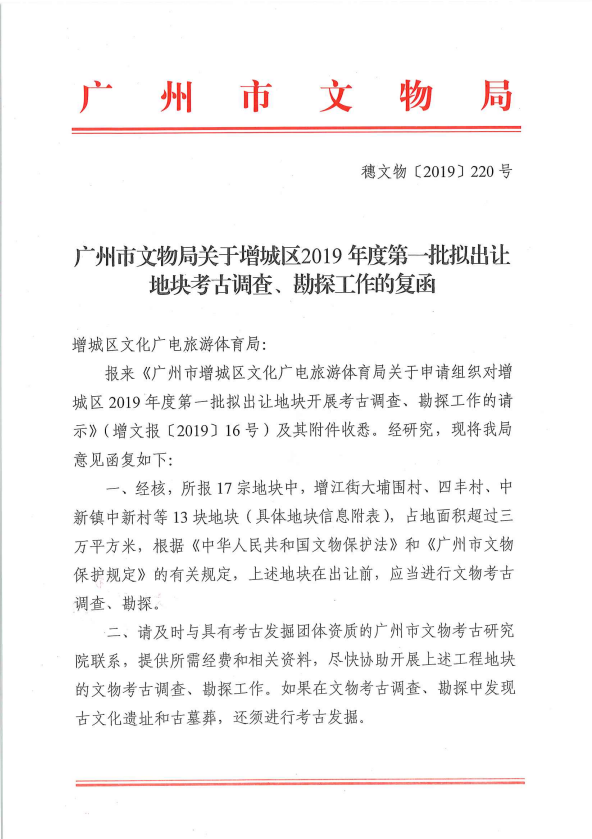 广州市文物局
穗文物〔2019〕220 号
广州市文物局关于增城区2019 年度第一批拟出让
地块考古调查、勘探工作的复函
增城区文化广电旅游体育局：
报来《广州市增城区文化广电旅游体育局关于申请组织对增
城区 2019 年度第一批拟出让地块开展考古调查、勘探工作的请
示》（增文报〔2019〕16 号）及其附件收悉。经研究，现将我局
意见函复如下：
一、经核，所报 17 宗地块中，增江街大埔围村、四丰村、中
新镇中新村等 13 块地块（具体地块信息附表），占地面积超过三
万平方米，根据《中华人民共和国文物保护法》和《广州市文物
保护规定》的有关规定，上述地块在出让前，应当进行文物考古
调查、勘探。
二、请及时与具有考古发掘团体资质的广州市文物考古研究
院联系，提供所需经费和相关资料，尽快协助开展上述工程地块
的文物考古调查、勘探工作。如果在文物考古调查、勘探中发现
古文化遗址和古墓葬，还须进行考古发掘。